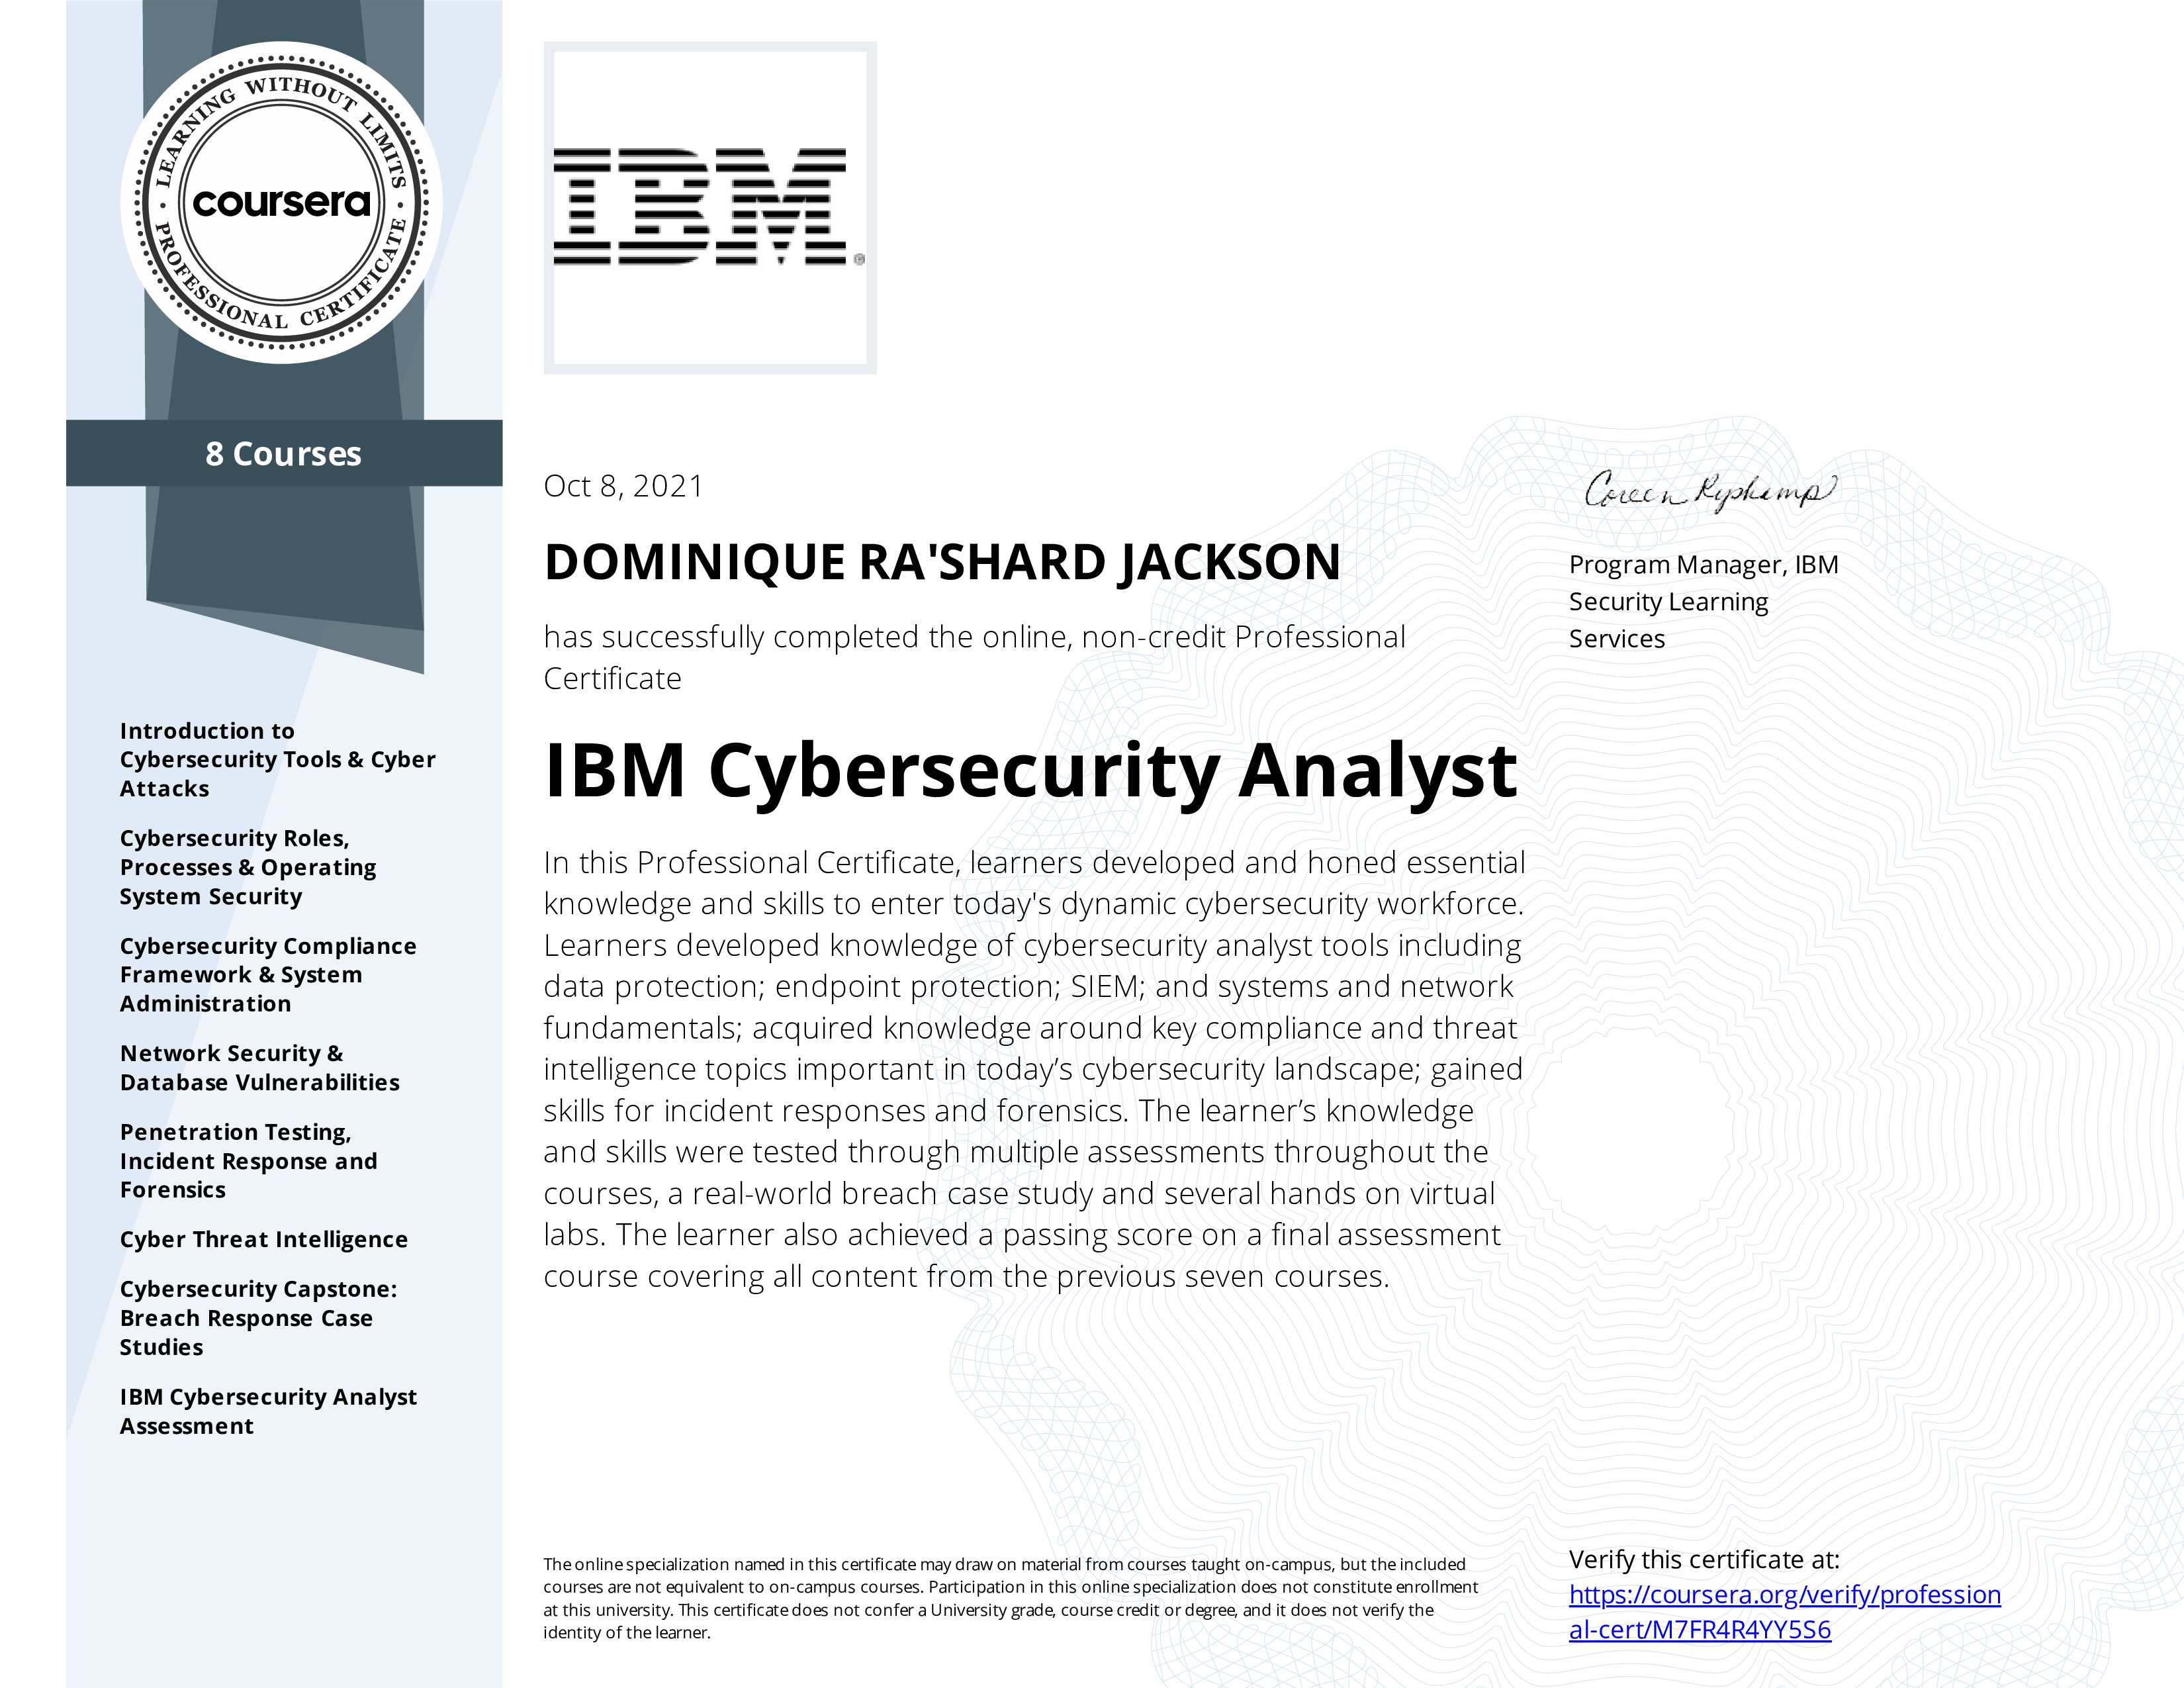 LEARNING WITHOUT LIMITS
coursera
PROFESSIONAL CERTIFICATE
8 Courses
Introduction to
Cybersecurity Tools & Cyber
Attacks
Cybersecurity Roles,
Processes & Operating
System Security
Cybersecurity Compliance
Framework & System
Administration
Network Security &
Database Vulnerabilities
Penetration Testing,
Incident Response and
Forensics
Cyber Threat Intelligence
Cybersecurity Capstone:
Breach Response Case
Studies
IBM Cybersecurity Analyst
Assessment
IBM®
Oct 8, 2021
DOMINIQUE RA'SHARD JACKSON
has successfully completed the online, non-credit Professional
Certificate
IBM Cybersecurity Analyst
In this Professional Certificate, learners developed and honed essential
knowledge and skills to enter today's dynamic cybersecurity workforce.
Learners developed knowledge of cybersecurity analyst tools including
data protection; endpoint protection; SIEM; and systems and network
fundamentals; acquired knowledge around key compliance and threat
intelligence topics important in today’s cybersecurity landscape; gained
skills for incident responses and forensics. The learner’s knowledge
and skills were tested through multiple assessments throughout the
courses, a real-world breach case study and several hands on virtual
labs. The learner also achieved a passing score on a final assessment
course covering all content from the previous seven courses.
The online specialization named in this certificate may draw on material from courses taught on-campus, but the included
courses are not equivalent to on-campus courses. Participation in this online specialization does not constitute enrollment
at this university. This certificate does not confer a University grade, course credit or degree, and it does not verify the
identity of the learner.
Coreen Ryskamp
Program Manager, IBM
Security Learning
Services
Verify this certificate at:
https://coursera.org/verify/profession
al-cert/M7FR4R4YY5S6